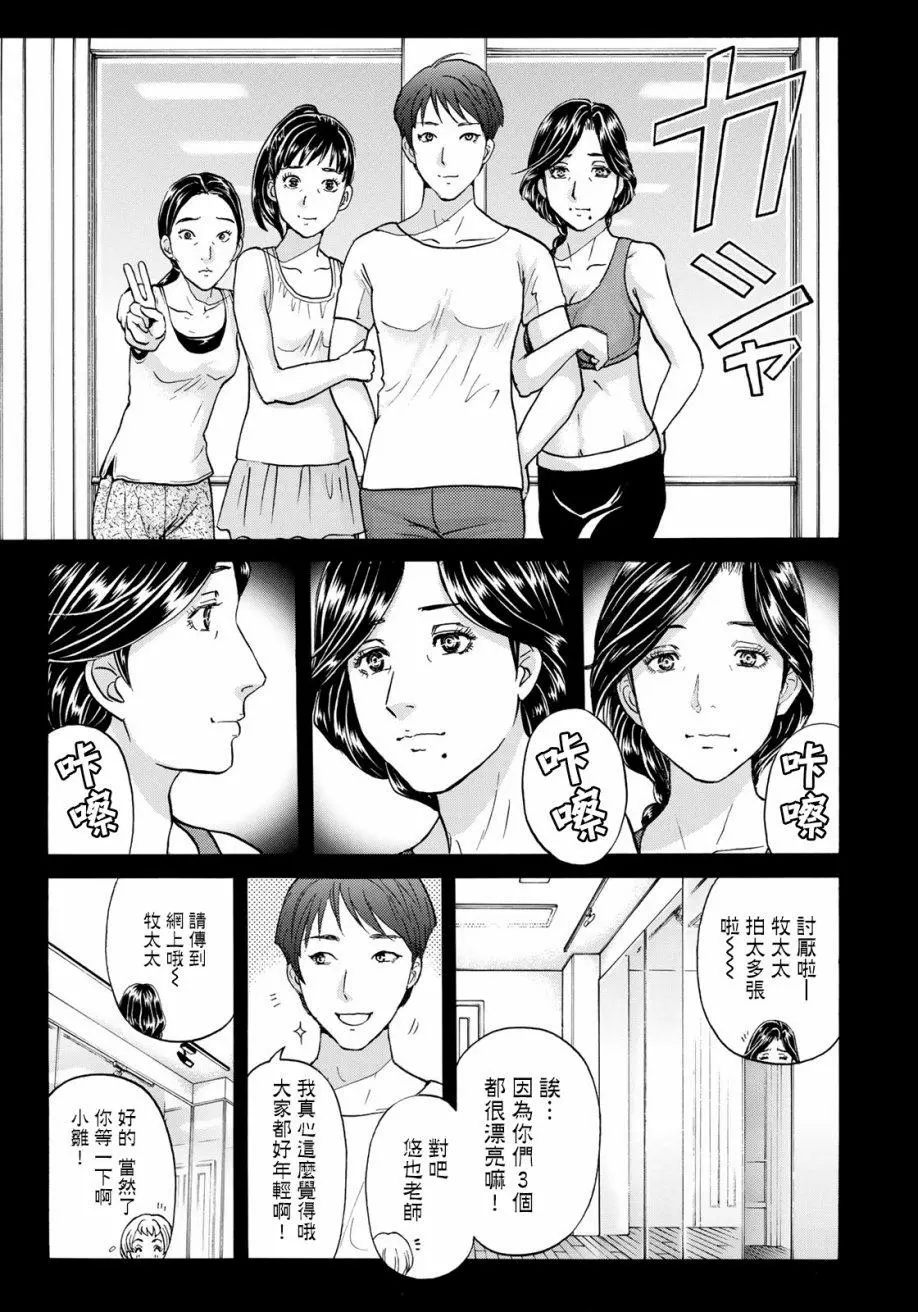 カシャ
咔嚓
咔嚓
咔嚓
討厭啦—
牧太太
拍太多張
啦～～
誒…
因為你們3個
都很漂亮嘛！
對吧
悠也老師
我真心這麼覺得哦
大家都好年輕啊！
請傳到
網上哦～
牧太太
好的 當然了
你等一下啊
小雛！